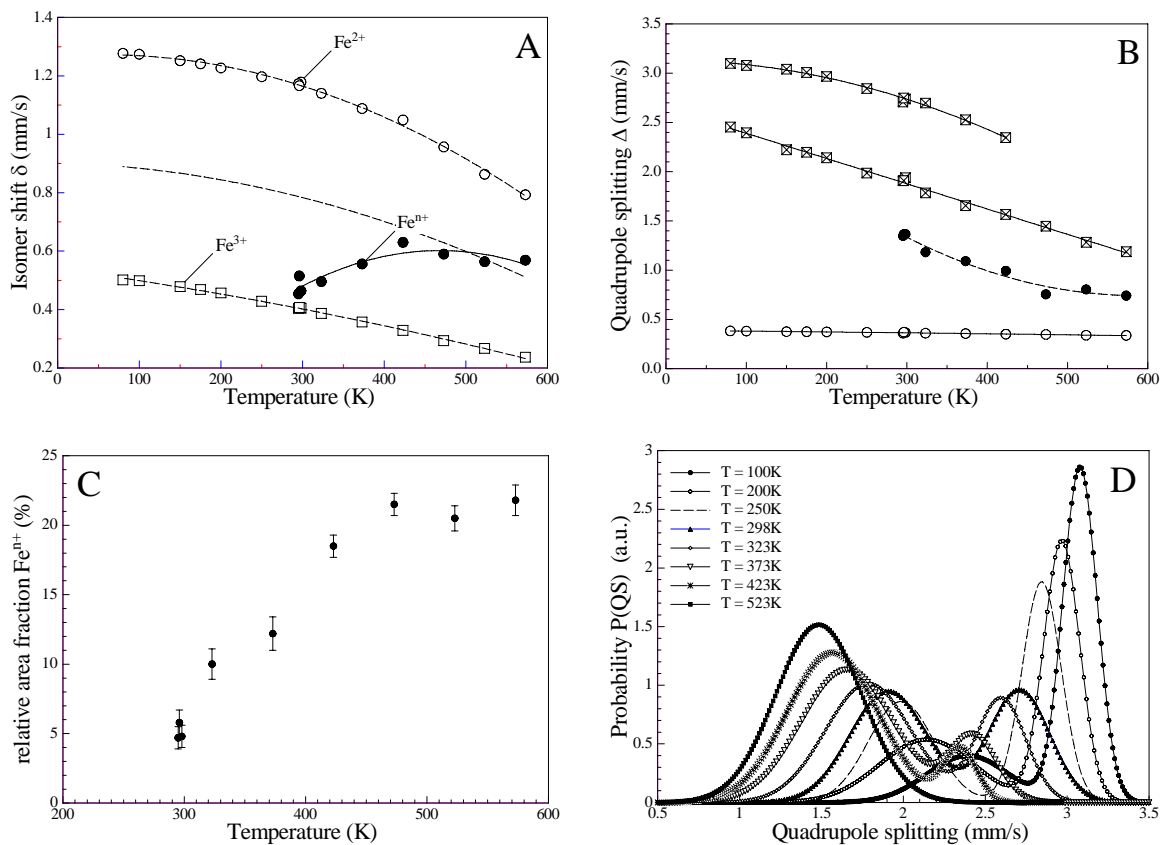 A
Isomer shift δ (mm/s)
1.4
1.2
1
0.8
0.6
0.4
0.2
Fe2+
Fen+
Fe3+
0 100 200 300 400 500 600
Temperature (K)
B
Quadrupole splitting Δ (mm/s)
3.5
3.0
2.5
2.0
1.5
1.0
0.5
0.0
0 100 200 300 400 500 600
Temperature (K)
C
relative area fraction Fen+ (%)
25
20
15
10
5
0
200 300 400 500 600
Temperature (K)
D
Probability P(QS) (a.u.)
3
2.5
2
1.5
1
0.5
0
T = 100K
T = 200K
T = 250K
T = 298K
T = 323K
T = 373K
T = 423K
T = 523K
0.5 1 1.5 2 2.5 3 3.5
Quadrupole splitting (mm/s)